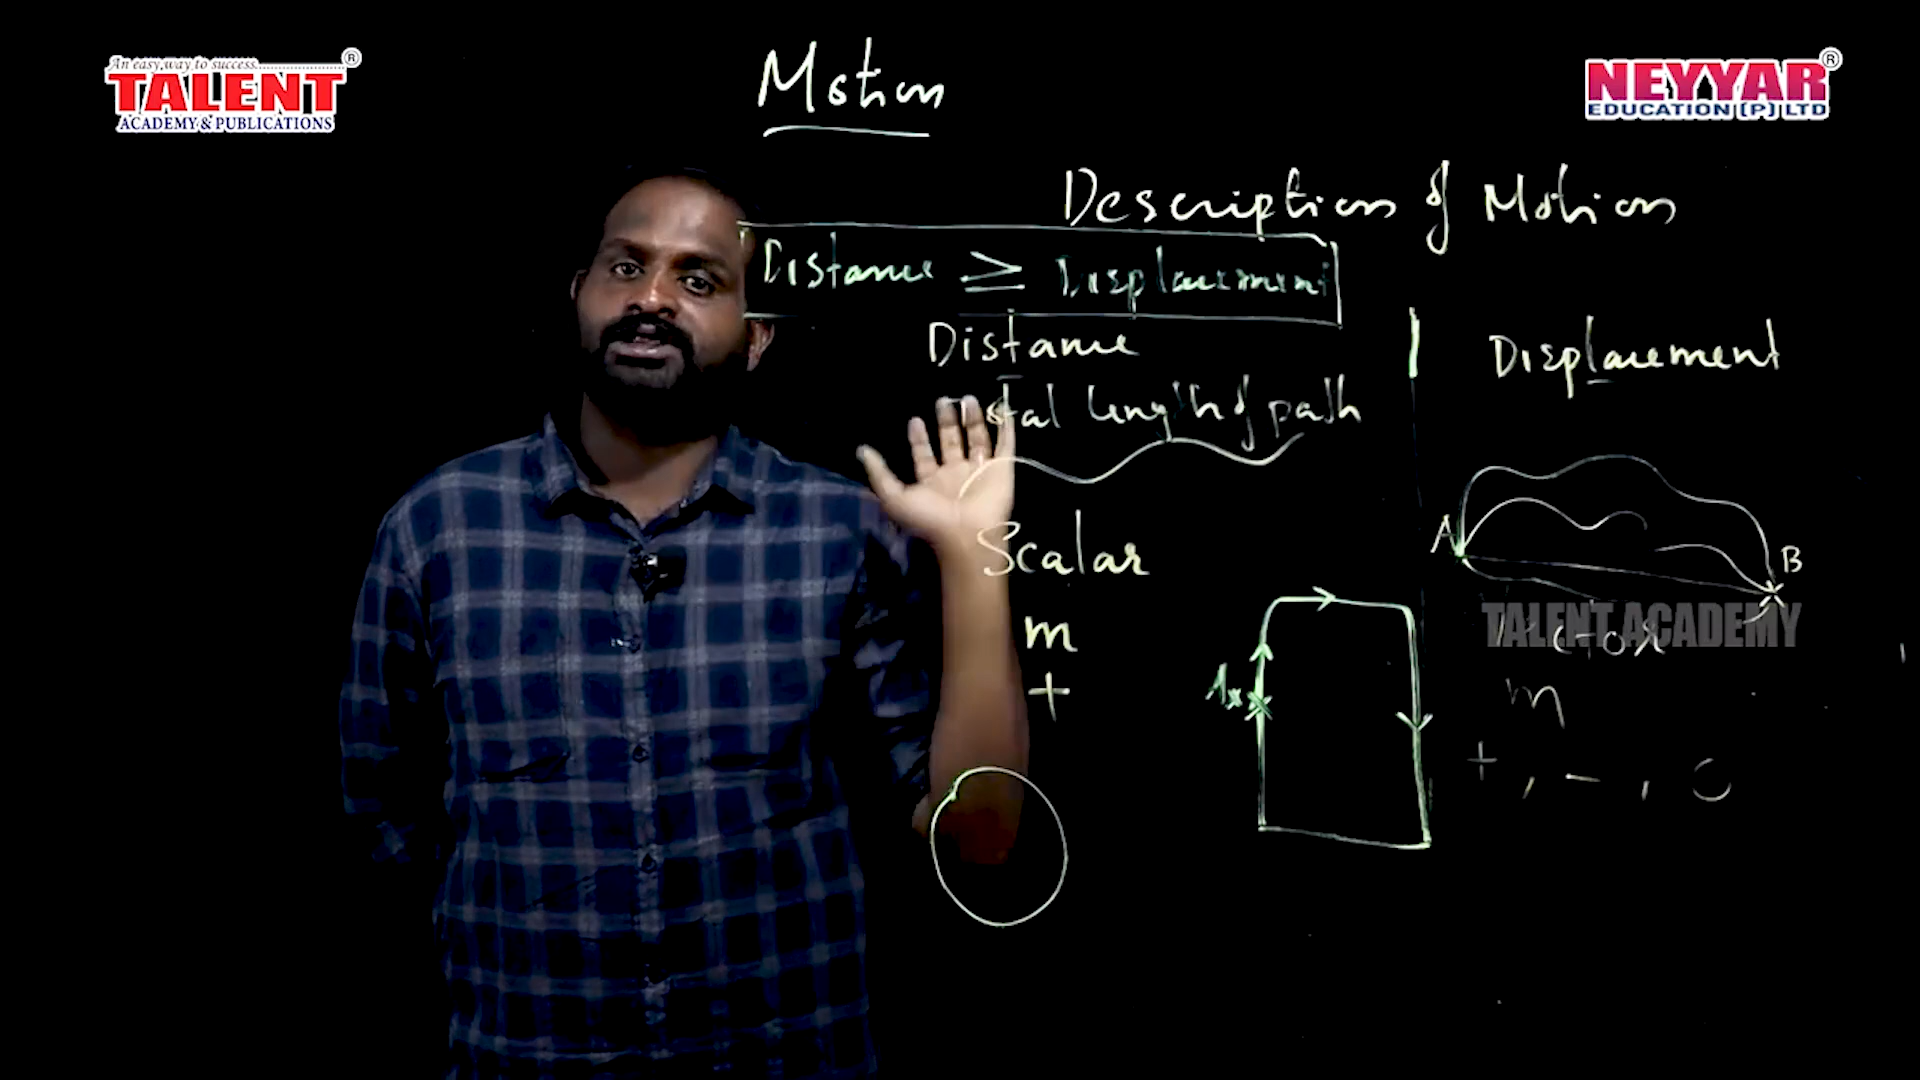 An easy way to success
TALENT
ACADEMY & PUBLICATIONS
NEYYAR
EDUCATION (P) LTD
Motion
Description of Motion
Distance ≥ Displacement
Distance
Total length of path
Scalar
m
+
Displacement
A
B
TALENT ACADEMY
m
+, -, 0